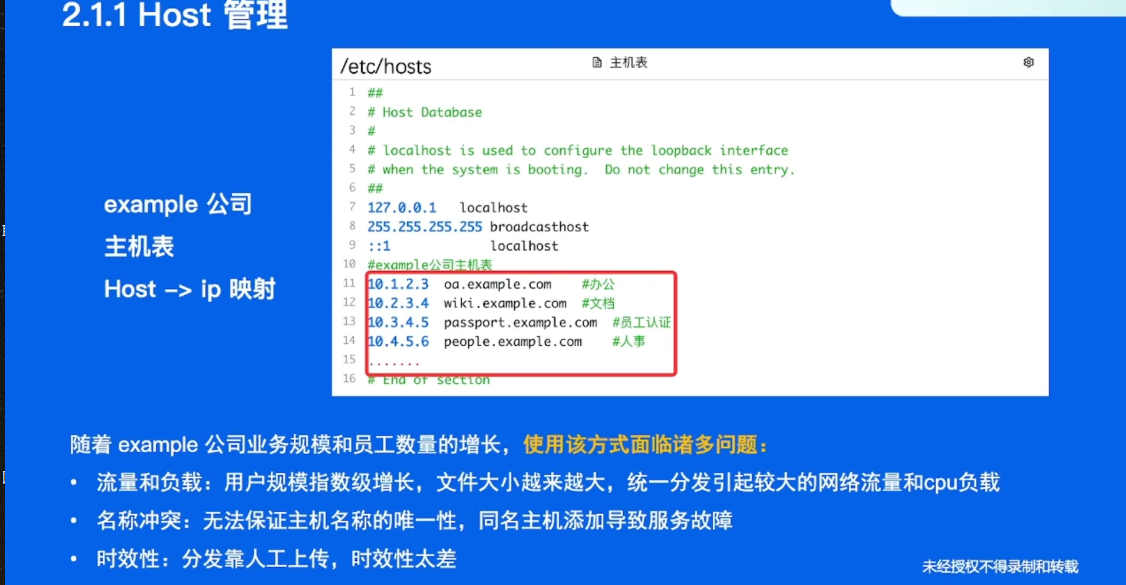 2.1.1 Host 管理
/etc/hosts
主机表
1 ##
2 # Host Database
3 #
4 # localhost is used to configure the loopback interface
5 # when the system is booting. Do not change this entry.
6 ##
7 127.0.0.1 localhost
8 255.255.255.255 broadcasthost
9 ::1 localhost
10 #example公司主机表
11 10.1.2.3 oa.example.com #办公
12 10.2.3.4 wiki.example.com #文档
13 10.3.4.5 passport.example.com #员工认证
14 10.4.5.6 people.example.com #人事
15 .......
16 # End of section
example 公司
主机表
Host –> ip 映射
随着 example 公司业务规模和员工数量的增长，使用该方式面临诸多问题：
• 流量和负载：用户规模指数级增长，文件大小越来越大，统一分发引起较大的网络流量和cpu负载
• 名称冲突：无法保证主机名称的唯一性，同名主机添加导致服务故障
• 时效性：分发靠人工上传，时效性太差
未经授权不得录制和转载